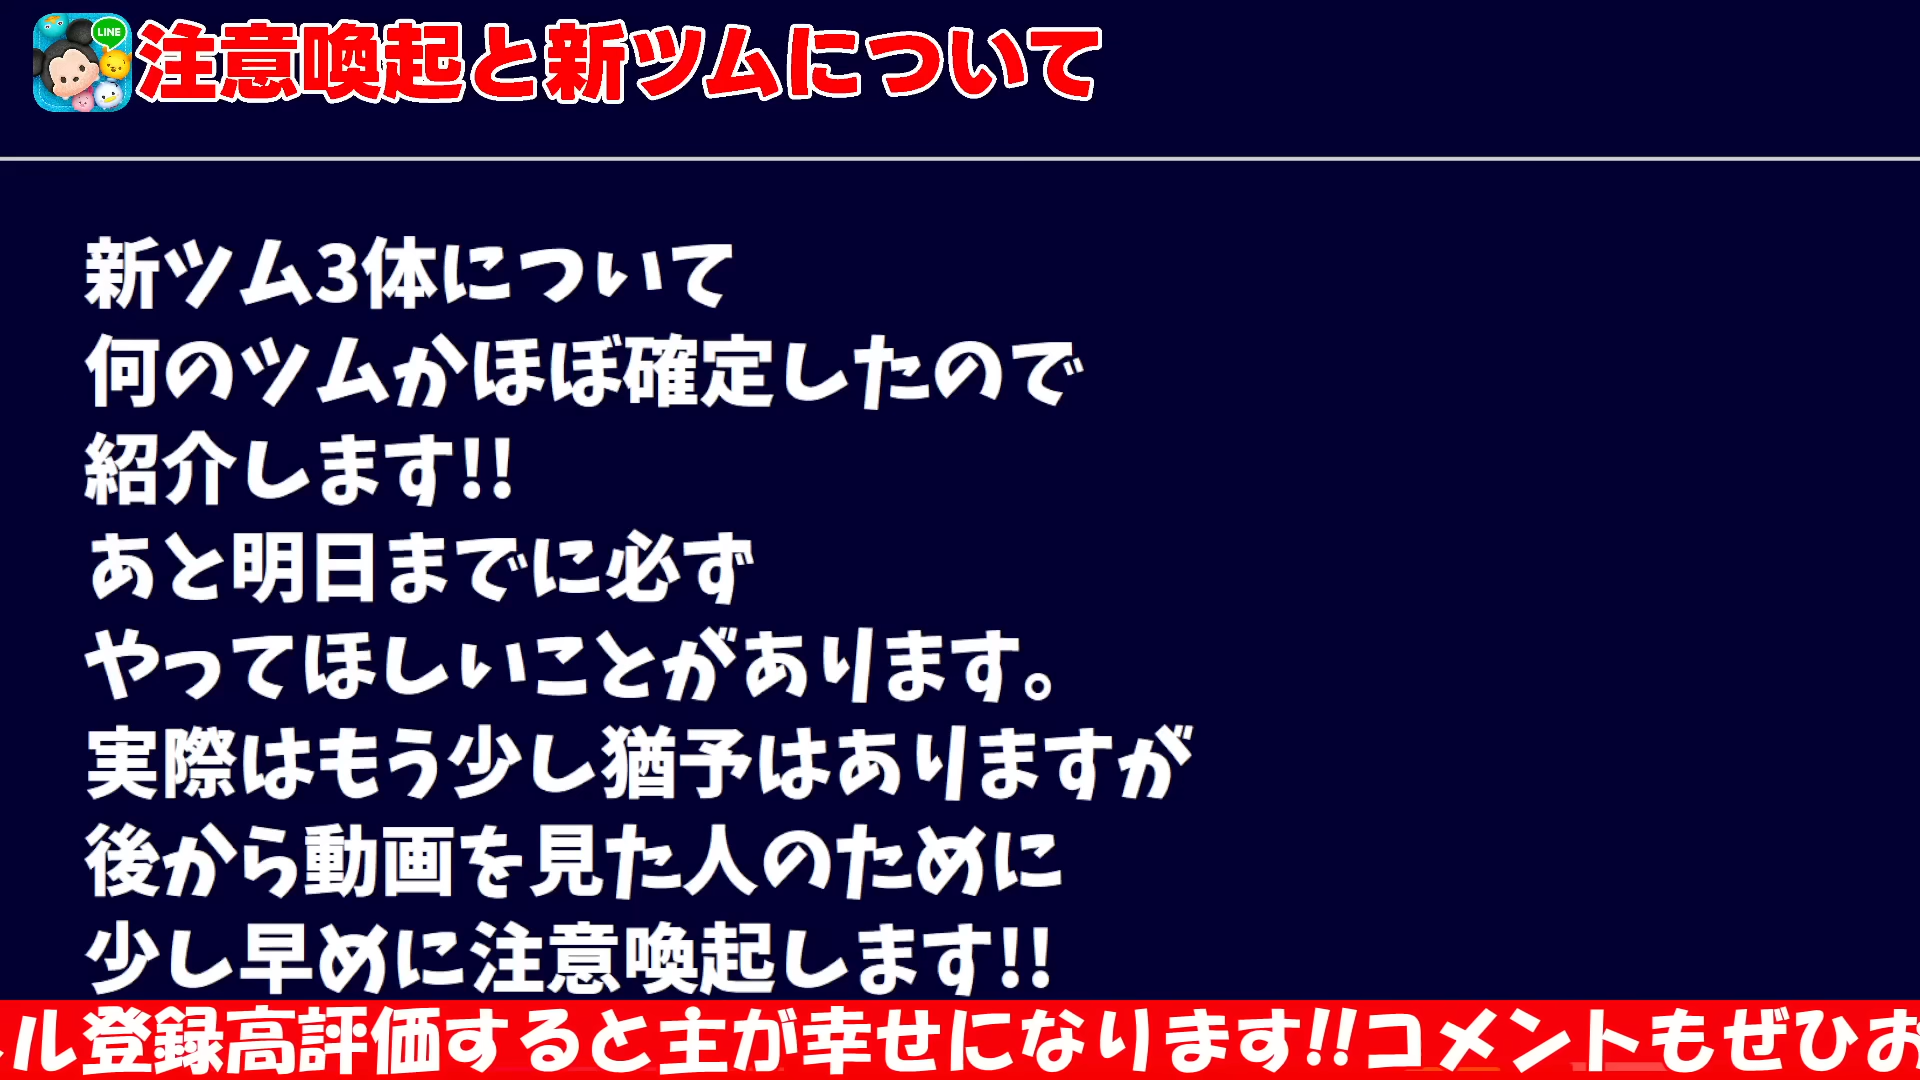 LINE
注意喚起と新ツムについて
新ツム3体について
何のツムかほぼ確定したので
紹介します!!
あと明日までに必ず
やってほしいことがあります。
実際はもう少し猶予はありますが
後から動画を見た人のために
少し早めに注意喚起します!!
ル登録高評価すると主が幸せになります!!コメントもぜひお